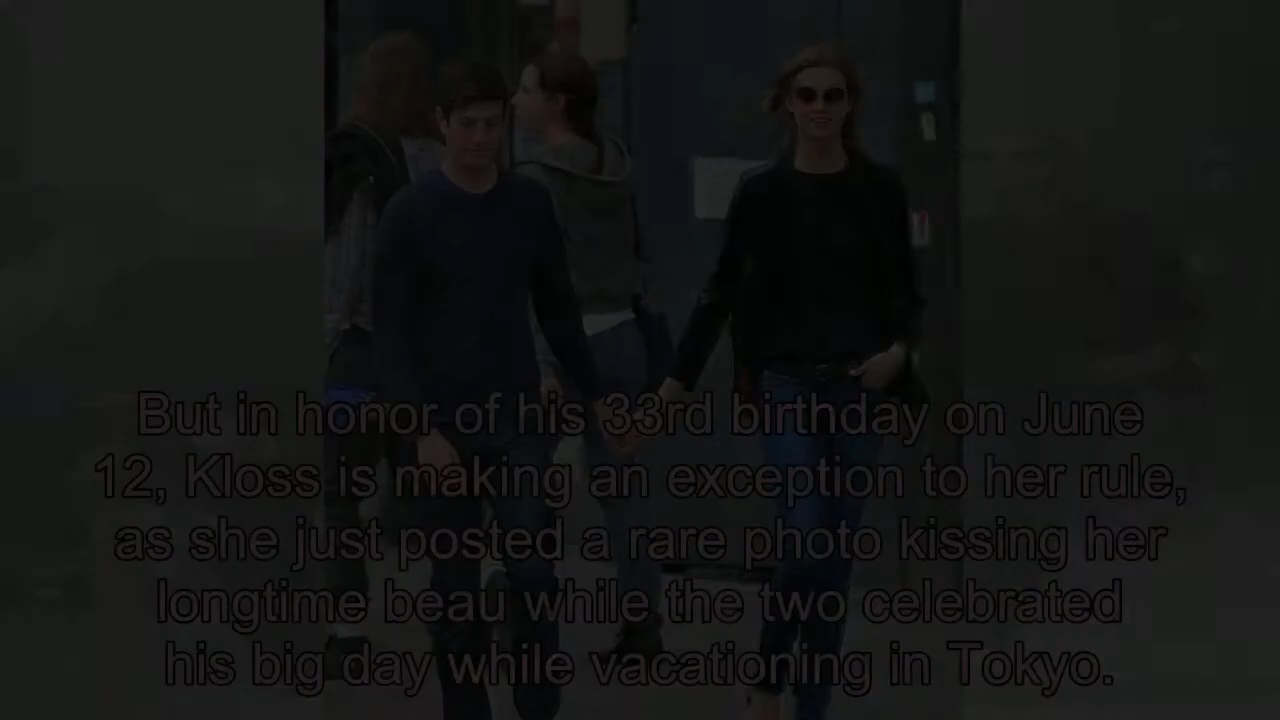 But in honor of his 33rd birthday on June
12, Kloss is making an exception to her rule,
as she just posted a rare photo kissing her
longtime beau while the two celebrated
his big day while vacationing in Tokyo.